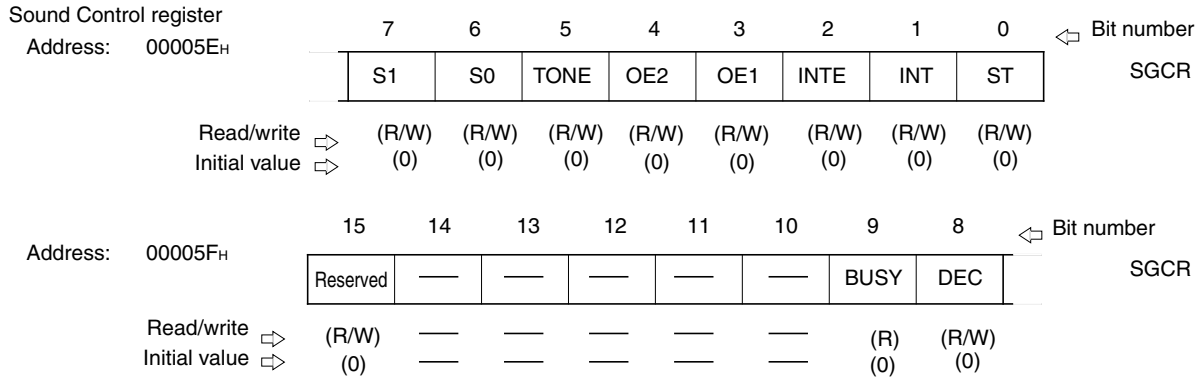 Sound Control register
Address: 00005EH
7 6 5 4 3 2 1 0 Bit number
S1 S0 TONE OE2 OE1 INTE INT ST SGCR
Read/write (R/W) (R/W) (R/W) (R/W) (R/W) (R/W) (R/W) (R/W)
Initial value (0) (0) (0) (0) (0) (0) (0) (0)
15 14 13 12 11 10 9 8 Bit number
Address: 00005FH
Reserved — — — — — BUSY DEC SGCR
Read/write (R/W) — — — — — (R) (R/W)
Initial value (0) — — — — — (0) (0)